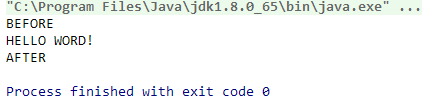 "C:\Program Files\Java\jdk1.8.0_65\bin\java.exe" ...
BEFORE
HELLO WORD!
AFTER
Process finished with exit code 0